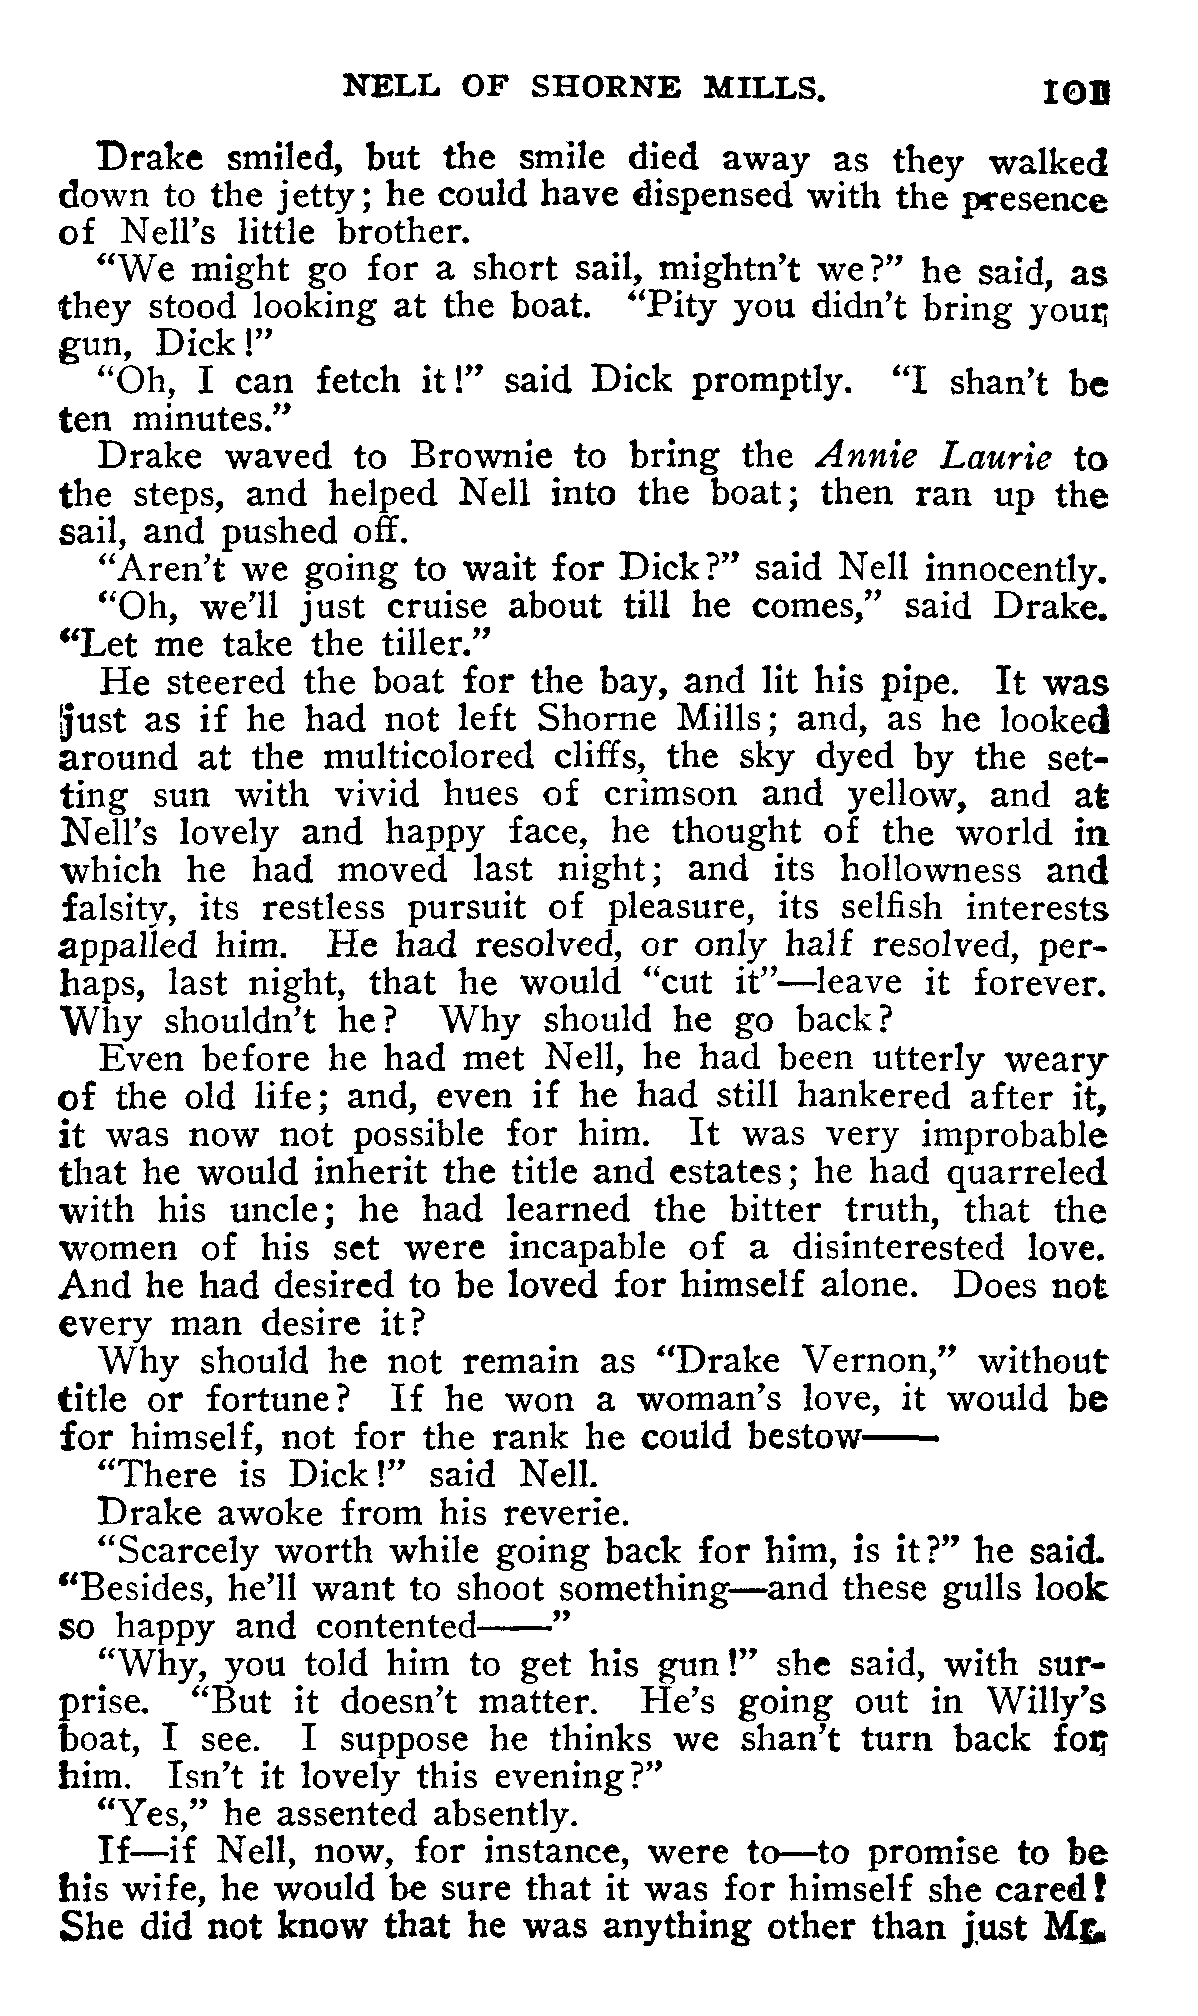 NELL OF SHORNE MILLS. 101
Drake smiled, but the smile died away as they walked
down to the jetty; he could have dispensed with the presence
of Nell's little brother.
"We might go for a short sail, mightn't we?" he said, as
they stood looking at the boat. "Pity you didn't bring your
gun, Dick!"
"Oh, I can fetch it!" said Dick promptly. "I shan't be
ten minutes."
Drake waved to Brownie to bring the Annie Laurie to
the steps, and helped Nell into the boat; then ran up the
sail, and pushed off.
"Aren't we going to wait for Dick?" said Nell innocently.
"Oh, we'll just cruise about till he comes," said Drake.
"Let me take the tiller."
He steered the boat for the bay, and lit his pipe. It was
just as if he had not left Shorne Mills; and, as he looked
around at the multicolored cliffs, the sky dyed by the set-
ting sun with vivid hues of crimson and yellow, and at
Nell's lovely and happy face, he thought of the world in
which he had moved last night; and its hollowness and
falsity, its restless pursuit of pleasure, its selfish interests
appalled him. He had resolved, or only half resolved, per-
haps, last night, that he would "cut it"—leave it forever.
Why shouldn't he? Why should he go back?
Even before he had met Nell, he had been utterly weary
of the old life; and, even if he had still hankered after it,
it was now not possible for him. It was very improbable
that he would inherit the title and estates; he had quarreled
with his uncle; he had learned the bitter truth, that the
women of his set were incapable of a disinterested love.
And he had desired to be loved for himself alone. Does not
every man desire it?
Why should he not remain as "Drake Vernon," without
title or fortune? If he won a woman's love, it would be
for himself, not for the rank he could bestow——
"There is Dick!" said Nell.
Drake awoke from his reverie.
"Scarcely worth while going back for him, is it?" he said.
"Besides, he'll want to shoot something—and these gulls look
so happy and contented——"
"Why, you told him to get his gun!" she said, with sur-
prise. "But it doesn't matter. He's going out in Willy's
boat, I see. I suppose he thinks we shan't turn back for
him. Isn't it lovely this evening?"
"Yes," he assented absently.
If—if Nell, now, for instance, were to—to promise to be
his wife, he would be sure that it was for himself she cared!
She did not know that he was anything other than just Mr.